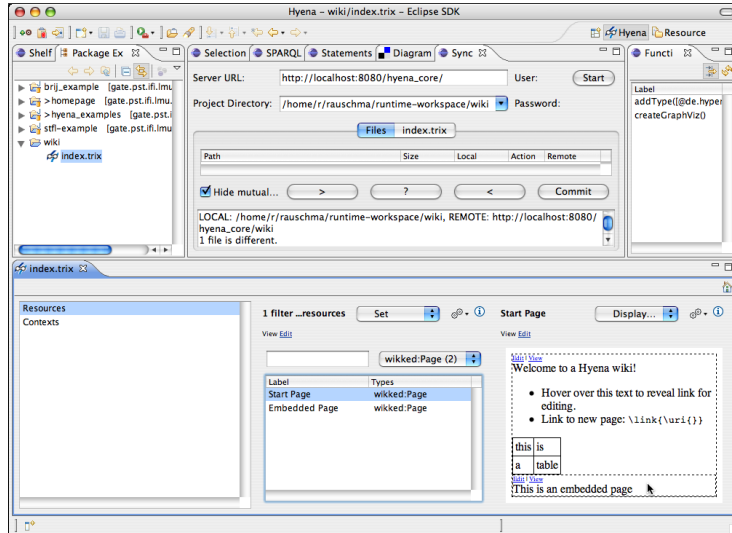 Hyena - wiki/index.trix - Eclipse SDK
Hyena Resource
Shelf Package Ex
Selection SPARQL Statements Diagram Sync
Functi
brij_example [gate.pst.ifi.lmu
>homepage [gate.pst.ifi.lmu.
>hyena_examples [gate.pst.i
stfl-example [gate.pst.ifi.lmu
wiki
index.trix
Server URL: http://localhost:8080/hyena_core/ User: Start
Project Directory: /home/r/rauschma/runtime-workspace/wiki Password:
Files index.trix
Path Size Local Action Remote
Hide mutual... > ? < Commit
LOCAL: /home/r/rauschma/runtime-workspace/wiki, REMOTE: http://localhost:8080/
hyena_core/wiki
1 file is different.
Label
addType([@de.hyper
createGraphViz()
index.trix
Resources
Contexts
1 filter ...resources Set
View Edit
wikked:Page (2)
Label Types
Start Page wikked:Page
Embedded Page wikked:Page
Start Page Display...
View Edit
Edit | View
Welcome to a Hyena wiki!
• Hover over this text to reveal link for
editing.
• Link to new page: \link{\uri{}}
this is
a table
Edit | View
This is an embedded page